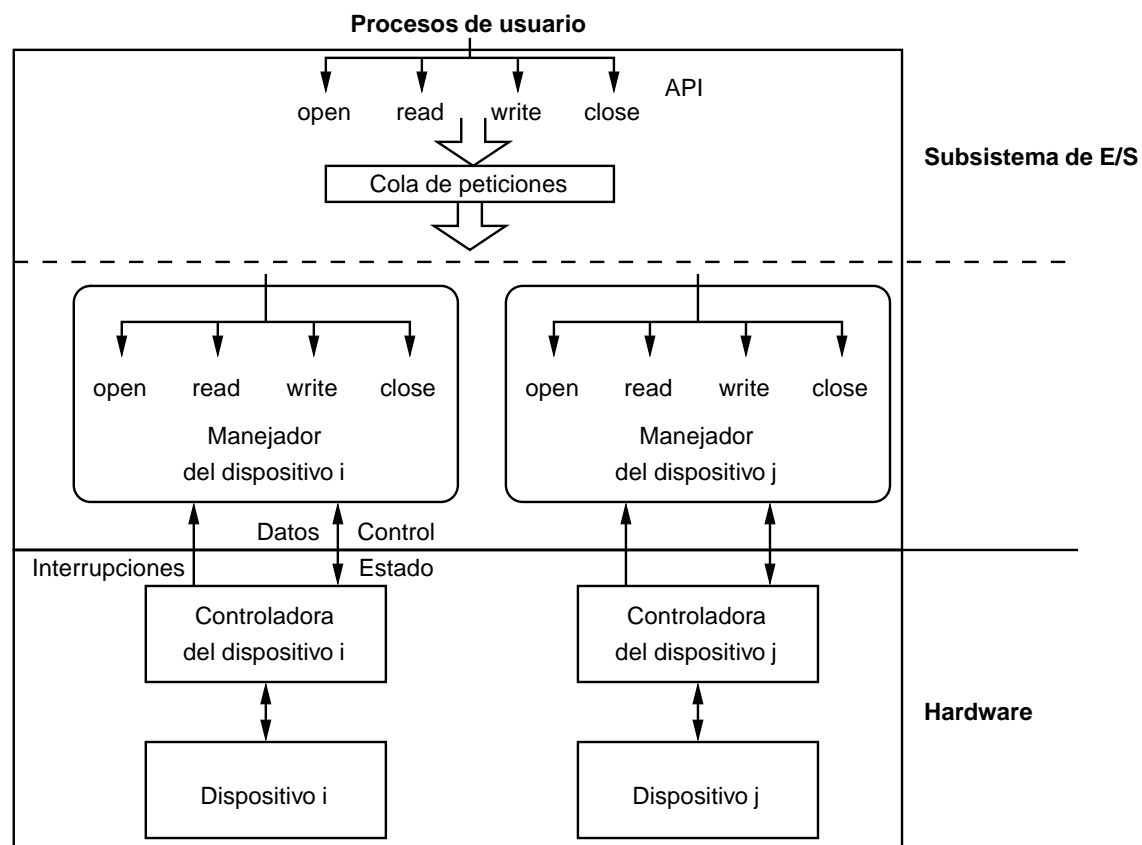 Procesos de usuario
API
open read write close
Subsistema de E/S
Cola de peticiones
open read write close
open read write close
Manejador
del dispositivo i
Manejador
del dispositivo j
Datos Control
Interrupciones Estado
Controladora
del dispositivo i
Controladora
del dispositivo j
Hardware
Dispositivo i
Dispositivo j